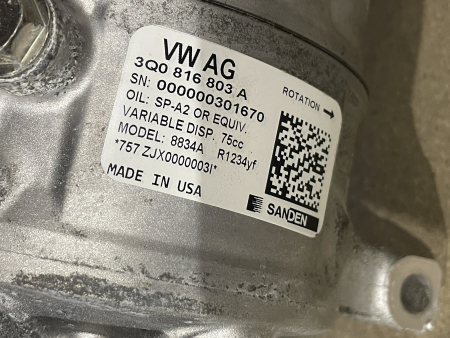 VW AG
3Q0 816 803 A
SN: 000000301670
OIL: SP-A2 OR EQUIV.
VARIABLE DISP. 75cc
MODEL: 8834A R1234yf
*757 ZJX0000003I*
MADE IN USA
ROTATION →
SANDEN